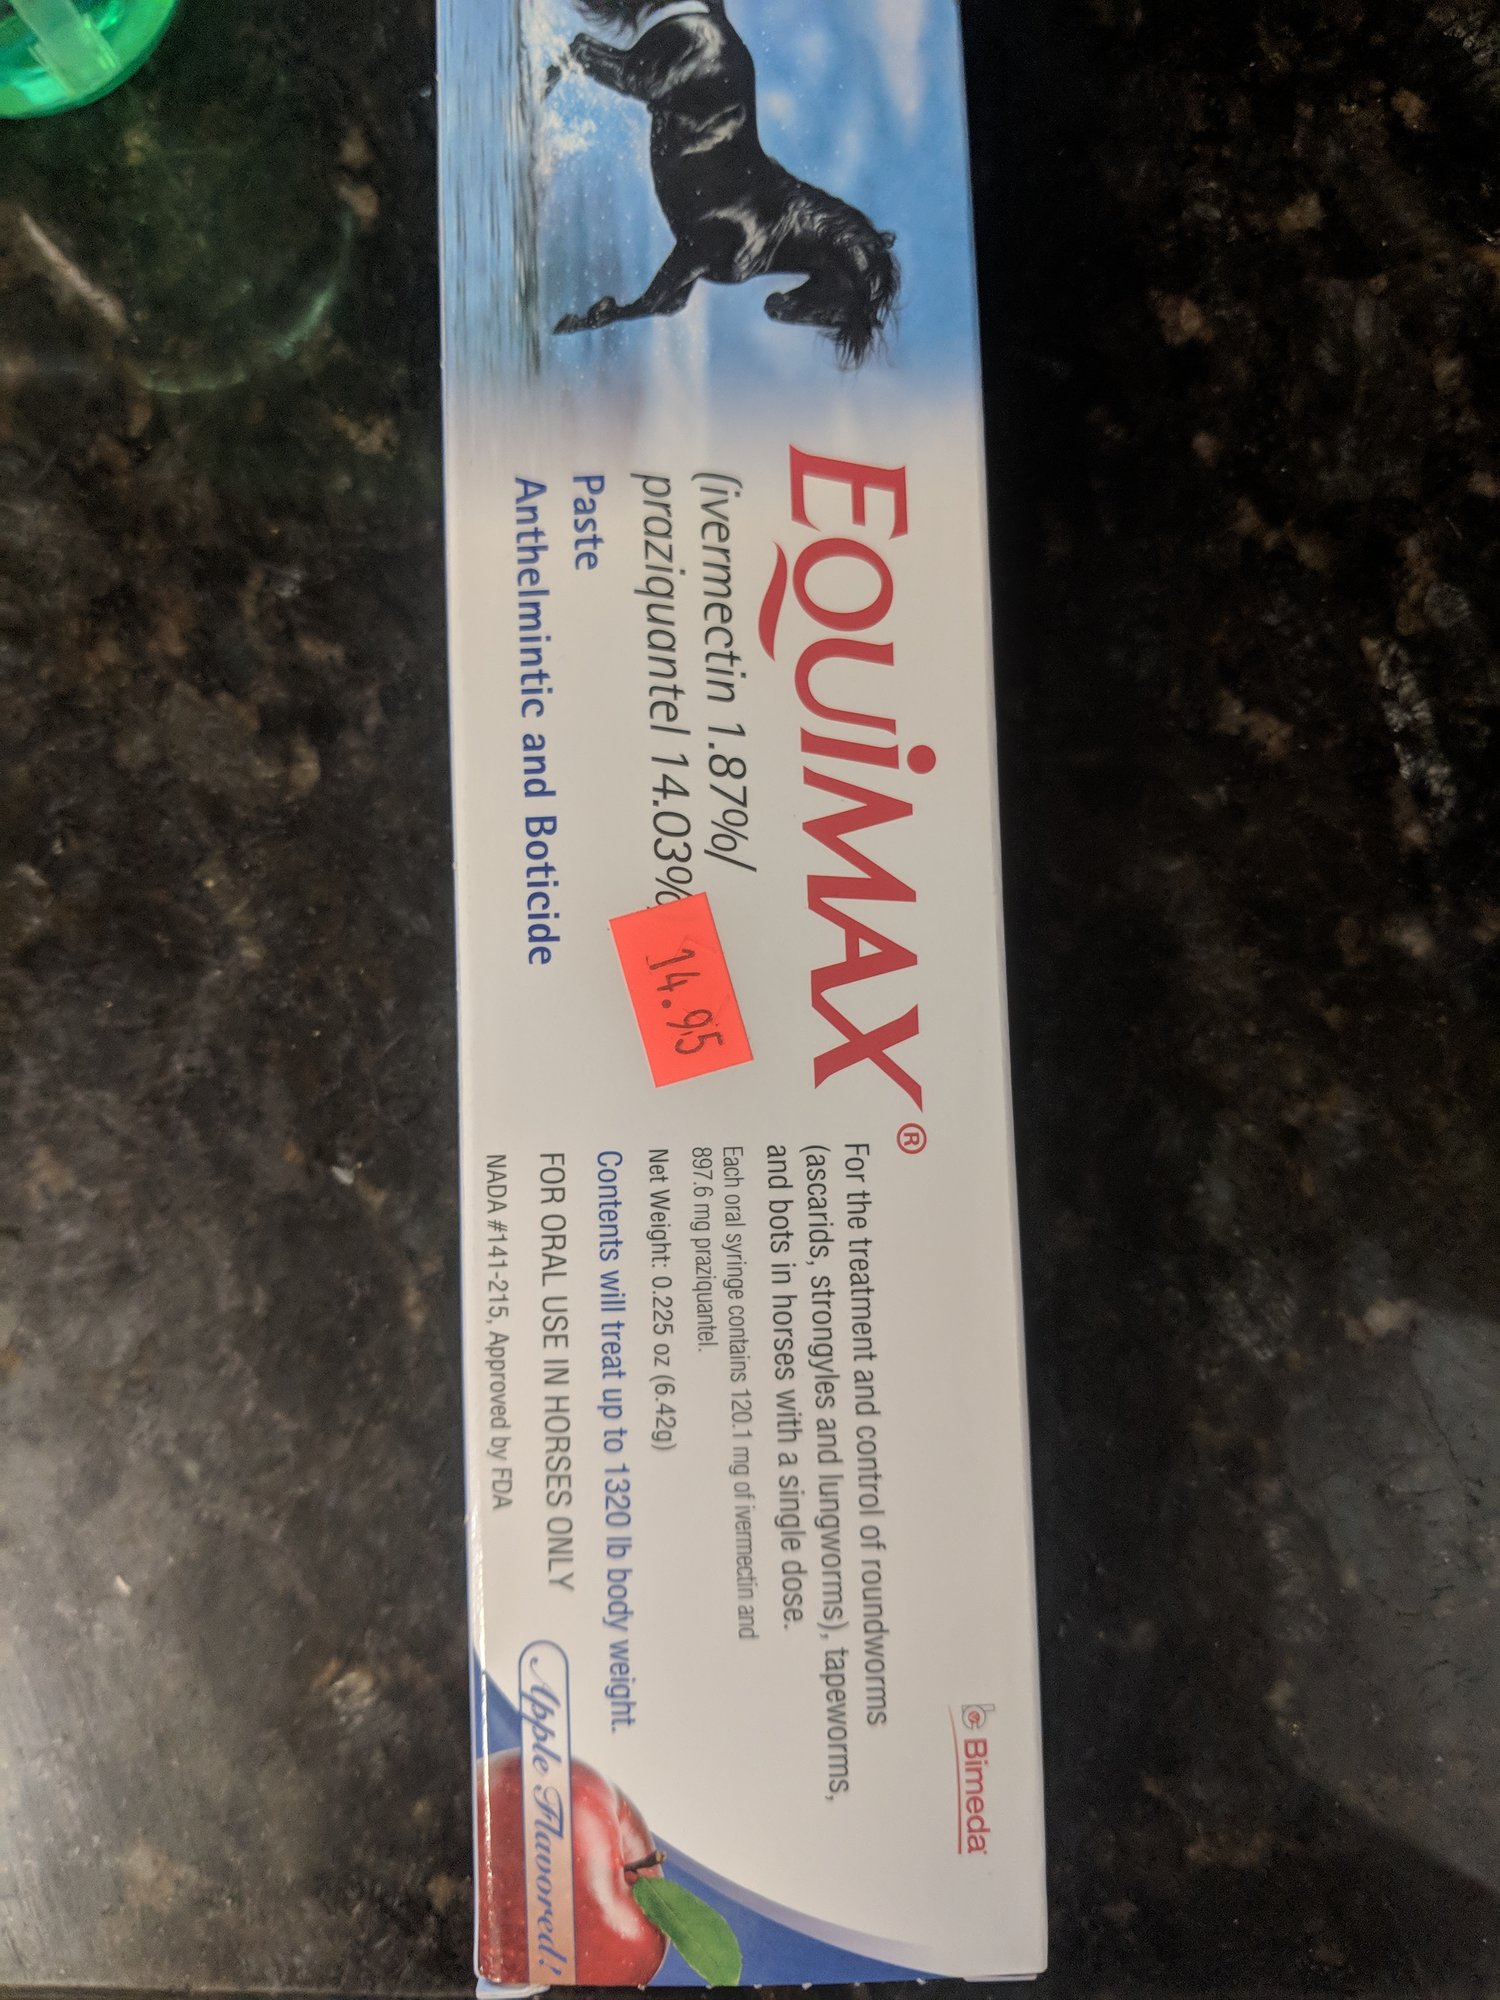 EQUIMAX®
(ivermectin 1.87%/
praziquantel 14.03%
Paste
Anthelmintic and Boticide
14.95
Bimeda
For the treatment and control of roundworms
(ascarids, strongyles and lungworms), tapeworms,
and bots in horses with a single dose.
Each oral syringe contains 120.1 mg of ivermectin and
897.6 mg praziquantel.
Net Weight: 0.225 oz (6.42g)
Contents will treat up to 1320 lb body weight.
FOR ORAL USE IN HORSES ONLY
NADA #141-215, Approved by FDA
Apple Flavored!